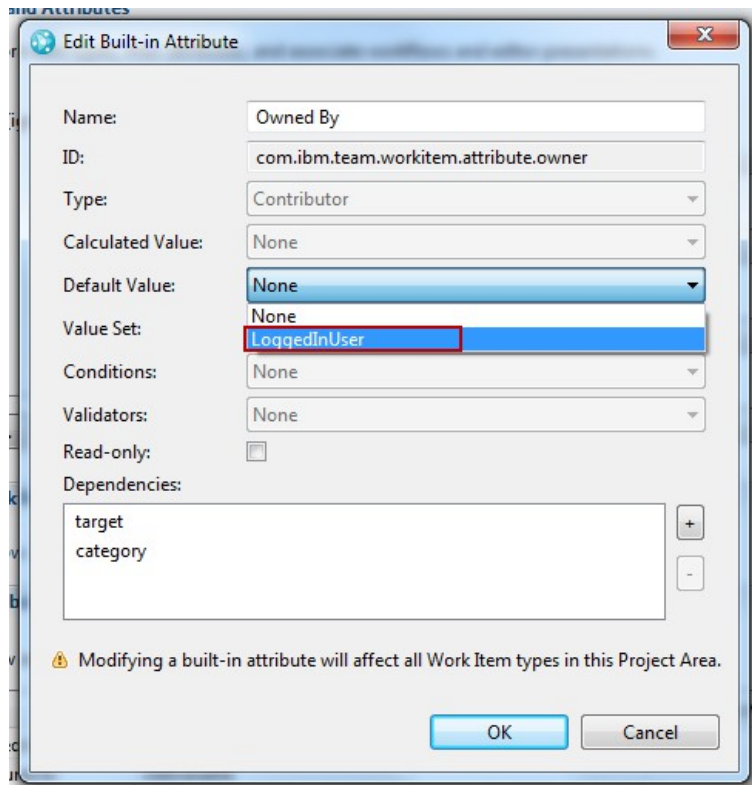 and Attributes
Edit Built-in Attribute
Name: Owned By
ID: com.ibm.team.workitem.attribute.owner
Type: Contributor
Calculated Value: None
Default Value: None
None
Value Set: LoggedInUser
Conditions: None
Validators: None
Read-only:
Dependencies:
target
category
+
-
Modifying a built-in attribute will affect all Work Item types in this Project Area.
OK Cancel